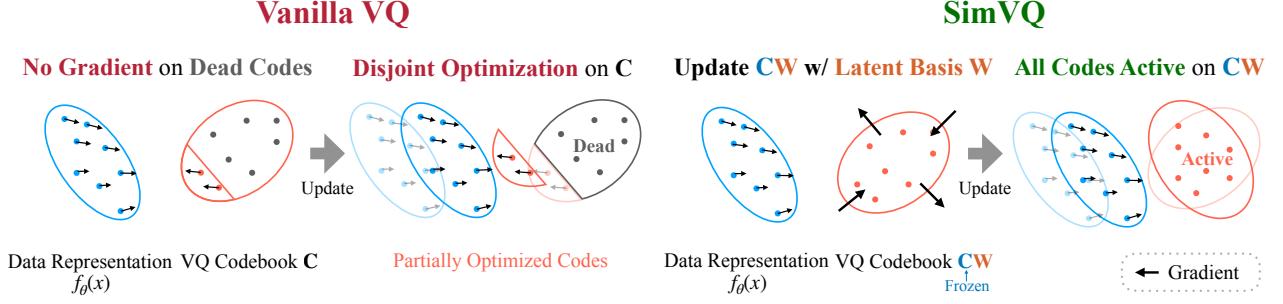 Vanilla VQ
No Gradient on Dead Codes
Disjoint Optimization on C
Dead
Update
Data Representation
fθ(x)
VQ Codebook C
Partially Optimized Codes
SimVQ
Update CW w/ Latent Basis W
All Codes Active on CW
Active
Update
Data Representation
fθ(x)
VQ Codebook CW
Frozen
Gradient